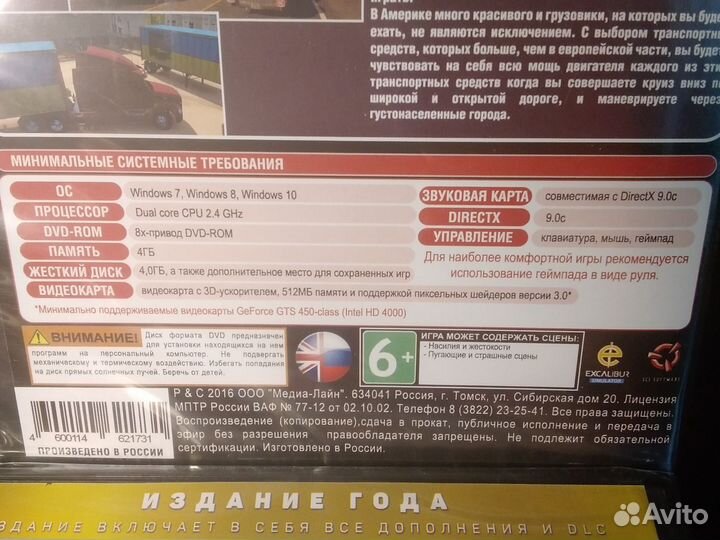 В Америке много красивого и грузовики, на которых вы буде
ехать, не являются исключением. С выбором транспортны
средств, которых больше, чем в европейской части, вы буде
чувствовать на себя всю мощь двигателя каждого из эти
транспортных средств когда вы совершаете круиз вниз п
широкой и открытой дороге, и маневрируете через
густонаселенные города.
МИНИМАЛЬНЫЕ СИСТЕМНЫЕ ТРЕБОВАНИЯ
ОС Windows 7, Windows 8, Windows 10
ПРОЦЕССОР Dual core CPU 2.4 GHz
DVD-ROM 8x-привод DVD-ROM
ПАМЯТЬ 4ГБ
ЖЕСТКИЙ ДИСК 4,0ГБ, а также дополнительное место для сохраненных игр
ВИДЕОКАРТА видеокарта с 3D-ускорителем, 512МБ памяти и поддержкой пиксельных шейдеров версии 3.0*
*Минимально поддерживаемые видеокарты GeForce GTS 450-class (Intel HD 4000)
ЗВУКОВАЯ КАРТА совместимая с DirectX 9.0c
DIRECTX 9.0c
УПРАВЛЕНИЕ клавиатура, мышь, геймпад
Для наиболее комфортной игры рекомендуется
использование геймпада в виде руля.
ВНИМАНИЕ! Диск формата DVD предназначен
для установки находящихся на нем
программ на персональный компьютер. Не подвергать
механическому и термическому воздействию. Избегать попадания
на диск прямых солнечных лучей. Беречь от детей.
6+
ИГРА МОЖЕТ СОДЕРЖАТЬ СЦЕНЫ:
- Насилия и жестокости
- Пугающие и страшные сцены
EXCALIBUR
SIMULATOR
SCS SOFTWARE
P & C 2016 ООО "Медиа-Лайн". 634041 Россия, г. Томск, ул. Сибирская дом 20. Лицензия
МПТР России ВАФ № 77-12 от 02.10.02. Телефон 8 (3822) 23-25-41. Все права защищены.
Воспроизведение (копирование),сдача в прокат, публичное исполнение и передача в
эфир без разрешения правообладателя запрещены. Не подлежит обязательной
сертификации. Изготовлено в России.
4 600114 621731
ПРОИЗВЕДЕНО В РОССИИ
ИЗДАНИЕ ГОДА
ЗДАНИЕ ВКЛЮЧАЕТ В СЕБЯ ВСЕ ДОПОЛНЕНИЯ И DLC
Avito